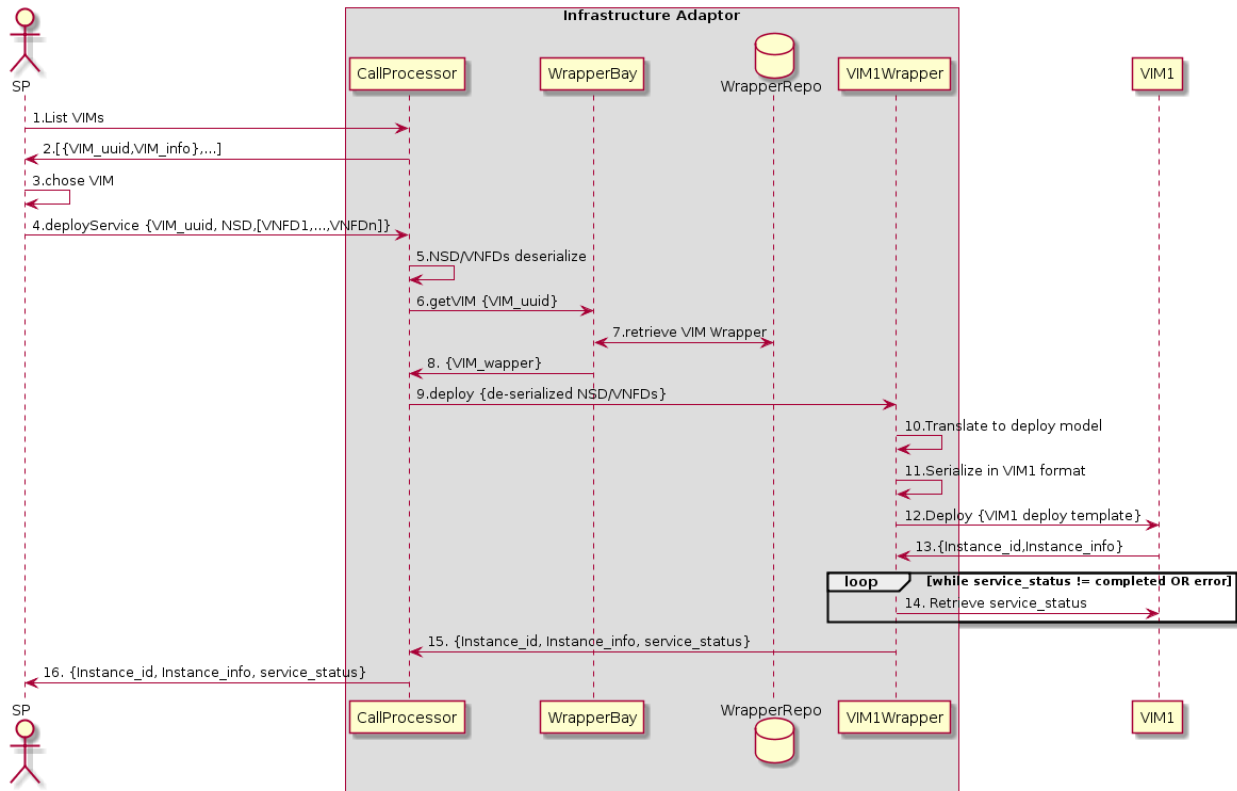 Infrastructure Adaptor
SP
CallProcessor
WrapperBay
WrapperRepo
VIM1Wrapper
VIM1
1.List VIMs
2.[{VIM_uuid,VIM_info},...]
3.chose VIM
4.deployService {VIM_uuid, NSD,[VNFD1,...,VNFDn]}
5.NSD/VNFDs deserialize
6.getVIM {VIM_uuid}
7.retrieve VIM Wrapper
8. {VIM_wapper}
9.deploy {de-serialized NSD/VNFDs}
10.Translate to deploy model
11.Serialize in VIM1 format
12.Deploy {VIM1 deploy template}
13.{Instance_id,Instance_info}
loop [while service_status != completed OR error]
14. Retrieve service_status
15. {Instance_id, Instance_info, service_status}
16. {Instance_id, Instance_info, service_status}
SP
CallProcessor
WrapperBay
WrapperRepo
VIM1Wrapper
VIM1